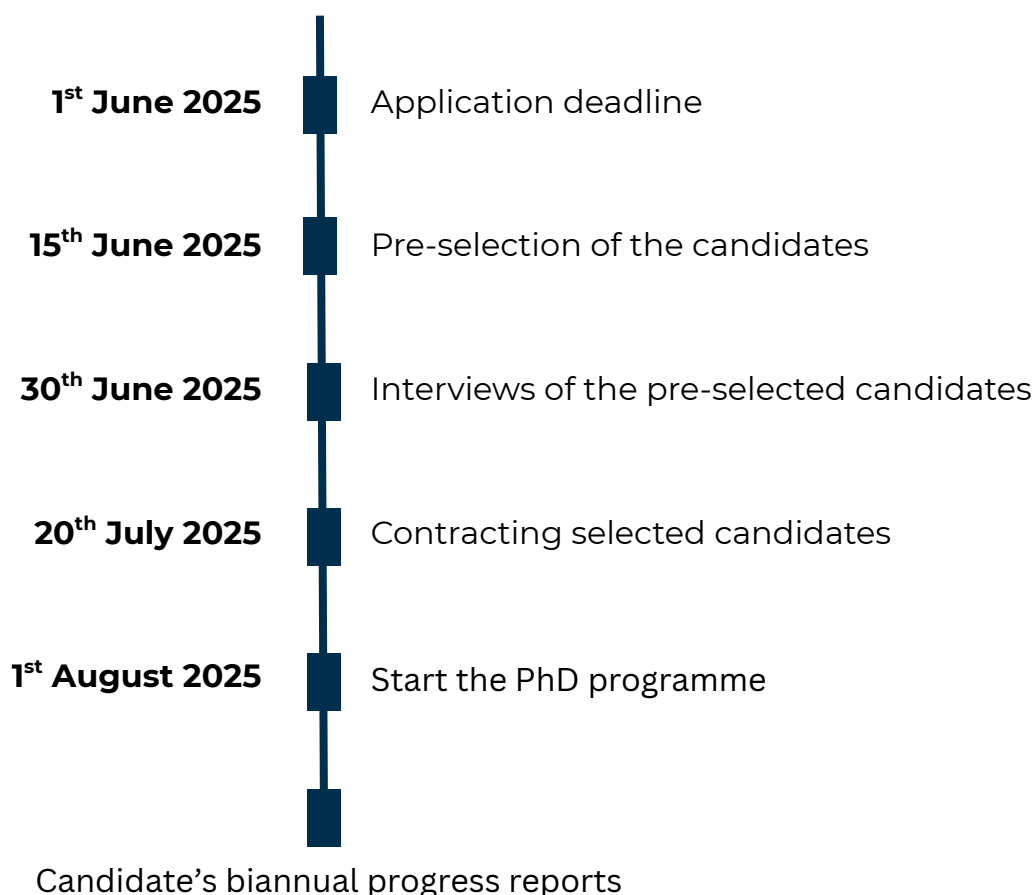 1st June 2025 Application deadline
15th June 2025 Pre-selection of the candidates
30th June 2025 Interviews of the pre-selected candidates
20th July 2025 Contracting selected candidates
1st August 2025 Start the PhD programme
Candidate’s biannual progress reports